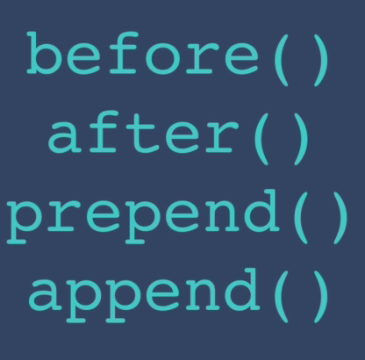 before()
after()
prepend()
append()